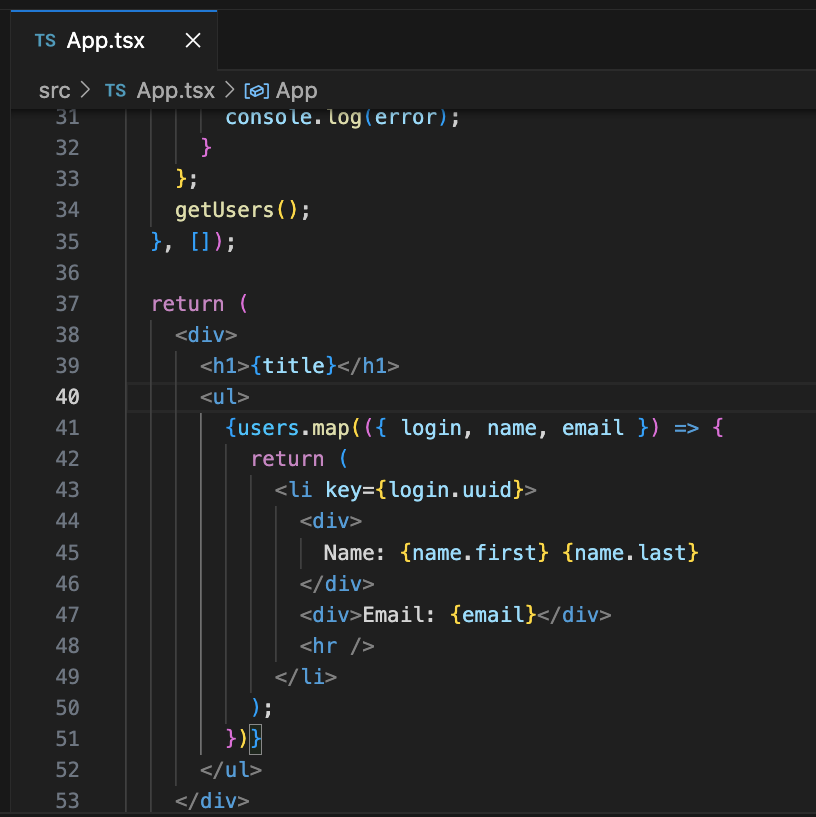 TS App.tsx ×
src > TS App.tsx > App
31 console.log(error);
32 }
33 };
34 getUsers();
35 }, []);
36
37 return (
38 <div>
39 <h1>{title}</h1>
40 <ul>
41 {users.map(({ login, name, email }) => {
42 return (
43 <li key={login.uuid}>
44 <div>
45 Name: {name.first} {name.last}
46 </div>
47 <div>Email: {email}</div>
48 <hr />
49 </li>
50 );
51 })}
52 </ul>
53 </div>